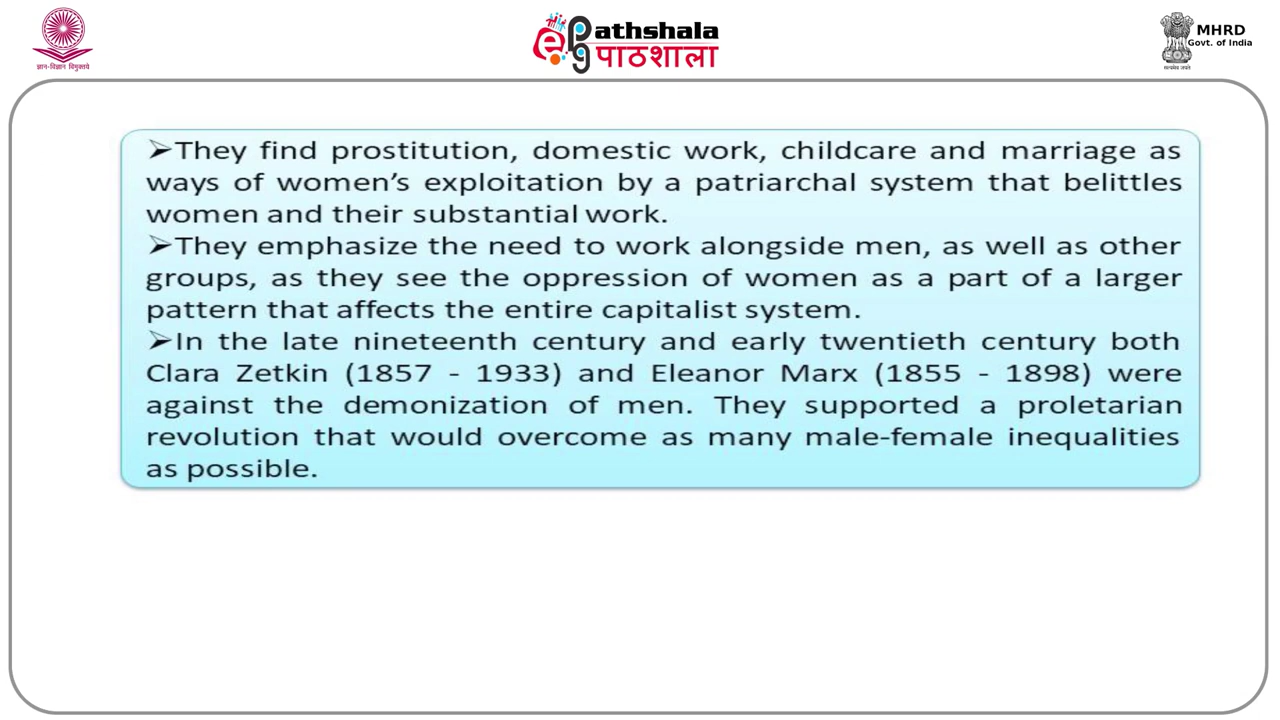 ज्ञान-विज्ञान विमुक्तये
ePG Pathshala
पाठशाला
MHRD
Govt. of India
सत्यमेव जयते
➢They find prostitution, domestic work, childcare and marriage as
ways of women’s exploitation by a patriarchal system that belittles
women and their substantial work.
➢They emphasize the need to work alongside men, as well as other
groups, as they see the oppression of women as a part of a larger
pattern that affects the entire capitalist system.
➢In the late nineteenth century and early twentieth century both
Clara Zetkin (1857 - 1933) and Eleanor Marx (1855 - 1898) were
against the demonization of men. They supported a proletarian
revolution that would overcome as many male-female inequalities
as possible.